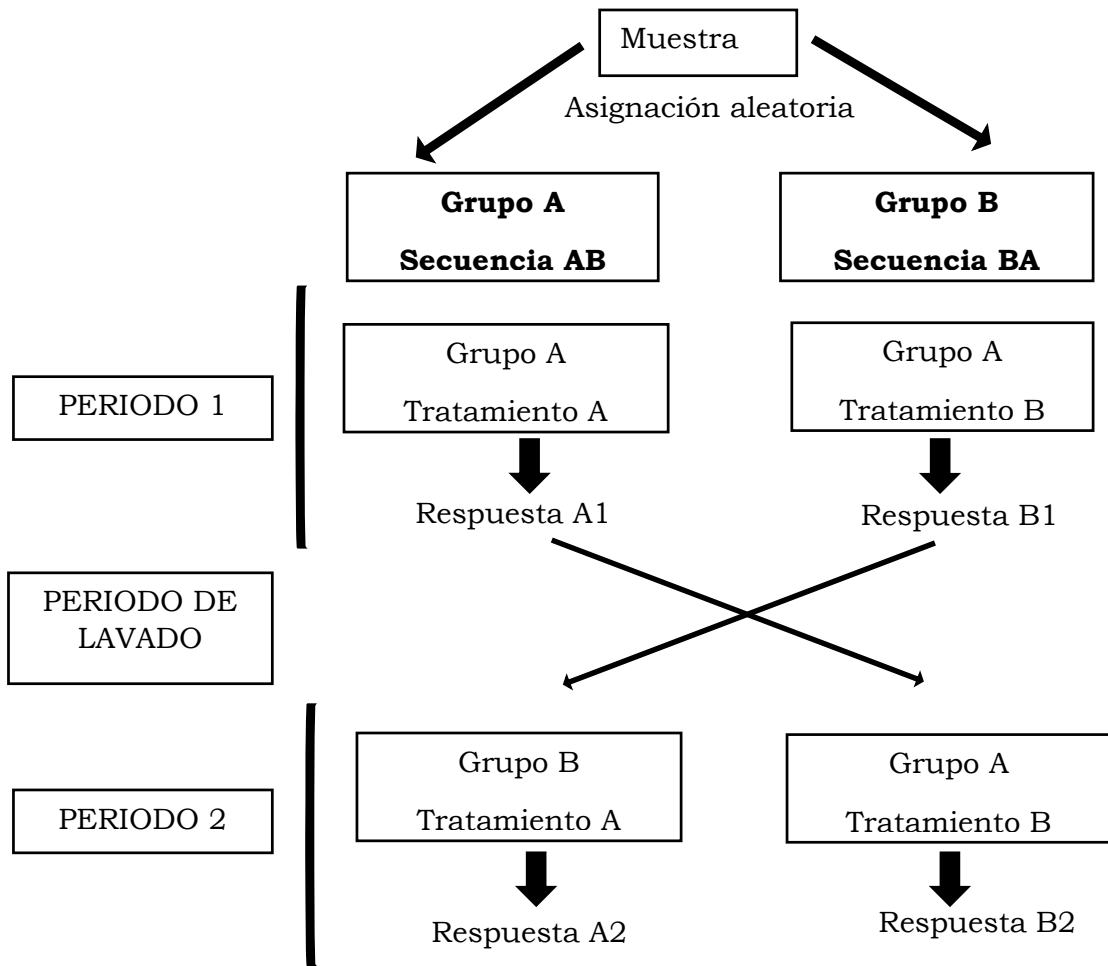 Muestra
Asignación aleatoria
Grupo A
Secuencia AB
Grupo B
Secuencia BA
PERIODO 1
Grupo A
Tratamiento A
Grupo A
Tratamiento B
Respuesta A1
Respuesta B1
PERIODO DE
LAVADO
PERIODO 2
Grupo B
Tratamiento A
Grupo A
Tratamiento B
Respuesta A2
Respuesta B2